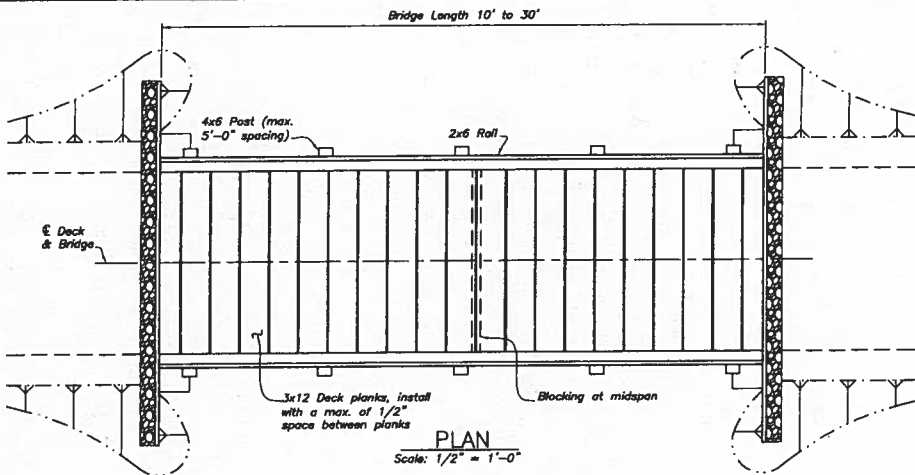 Bridge Length 10' to 30'
4x6 Post (max.
5'-0" spacing)
2x6 Rail
℄ Deck
& Bridge
3x12 Deck planks, install
with a max. of 1/2"
space between planks
Blocking at midspan
PLAN
Scale: 1/2" = 1'-0"